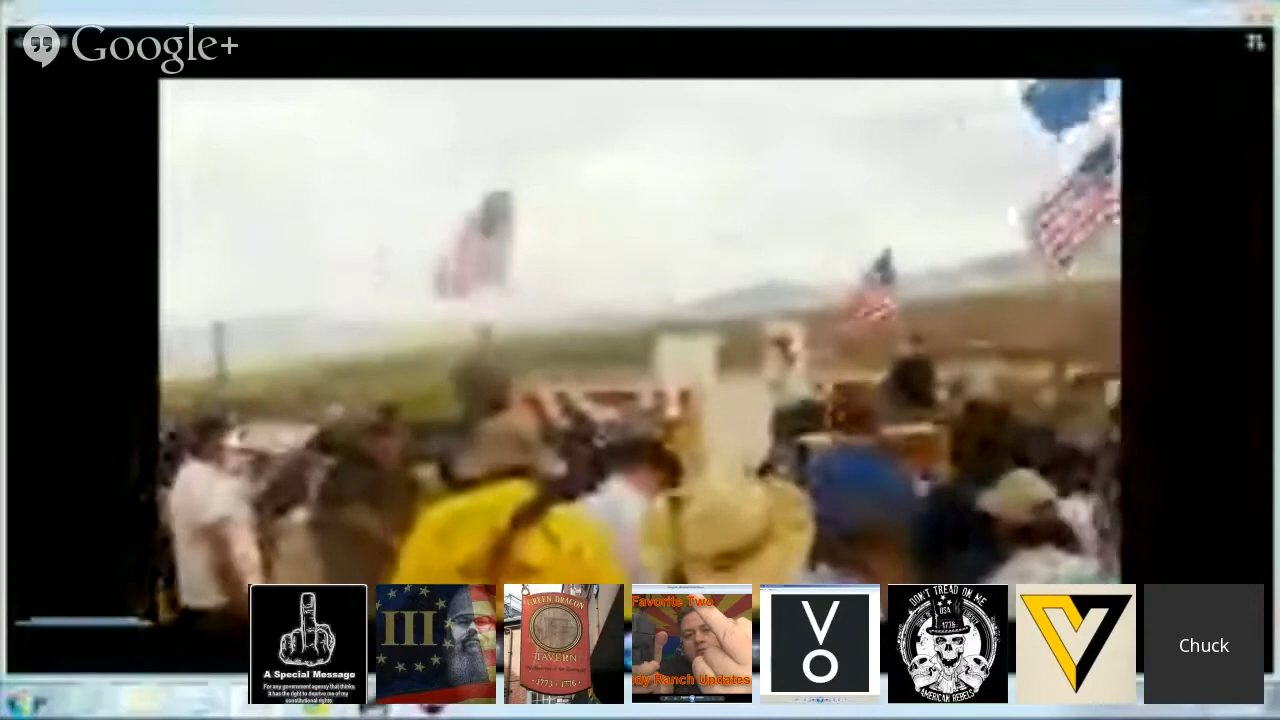 Google+
A Special Message
For any government agency that thinks
it has the right to deprive me of my
constitutional rights
III
GREEN DRAGON
TAVERN
1773 - 1776
Favorite Two
dy Ranch Updates
V
O
DON'T TREAD ON ME
USA
1776
AMERICAN REBELS
Chuck